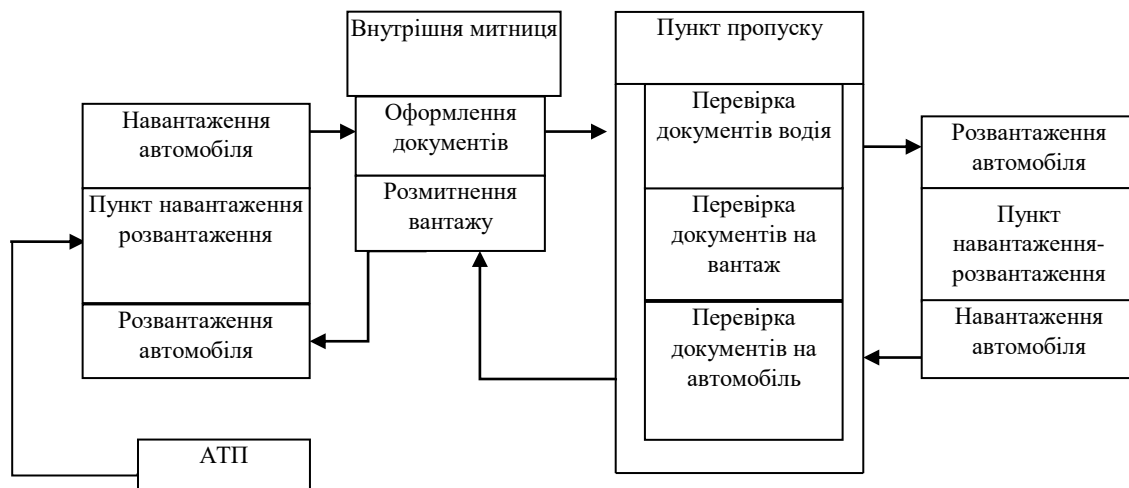 Внутрішня митниця
Пункт пропуску
Навантаження
автомобіля
Пункт навантаження
розвантаження
Розвантаження
автомобіля
Оформлення
документів
Розмитнення
вантажу
Перевірка
документів водія
Перевірка
документів на
вантаж
Перевірка
документів на
автомобіль
Розвантаження
автомобіля
Пункт
навантаження-
розвантаження
Навантаження
автомобіля
АТП